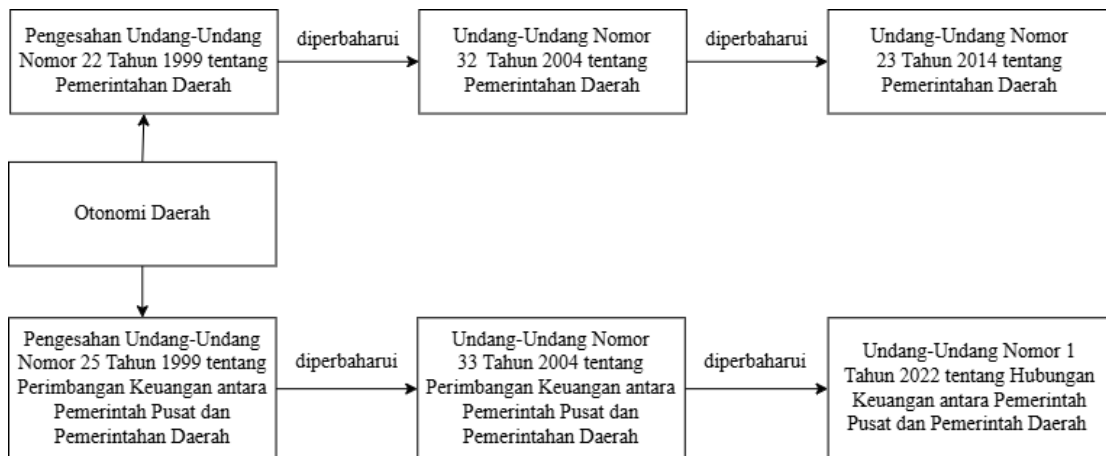 Pengesahan Undang-Undang
Nomor 22 Tahun 1999 tentang
Pemerintahan Daerah
diperbaharui
Undang-Undang Nomor
32 Tahun 2004 tentang
Pemerintahan Daerah
diperbaharui
Undang-Undang Nomor
23 Tahun 2014 tentang
Pemerintahan Daerah
Otonomi Daerah
Pengesahan Undang-Undang
Nomor 25 Tahun 1999 tentang
Perimbangan Keuangan antara
Pemerintah Pusat dan
Pemerintahan Daerah
diperbaharui
Undang-Undang Nomor
33 Tahun 2004 tentang
Perimbangan Keuangan antara
Pemerintah Pusat dan
Pemerintahan Daerah
diperbaharui
Undang-Undang Nomor 1
Tahun 2022 tentang Hubungan
Keuangan antara Pemerintah
Pusat dan Pemerintah Daerah